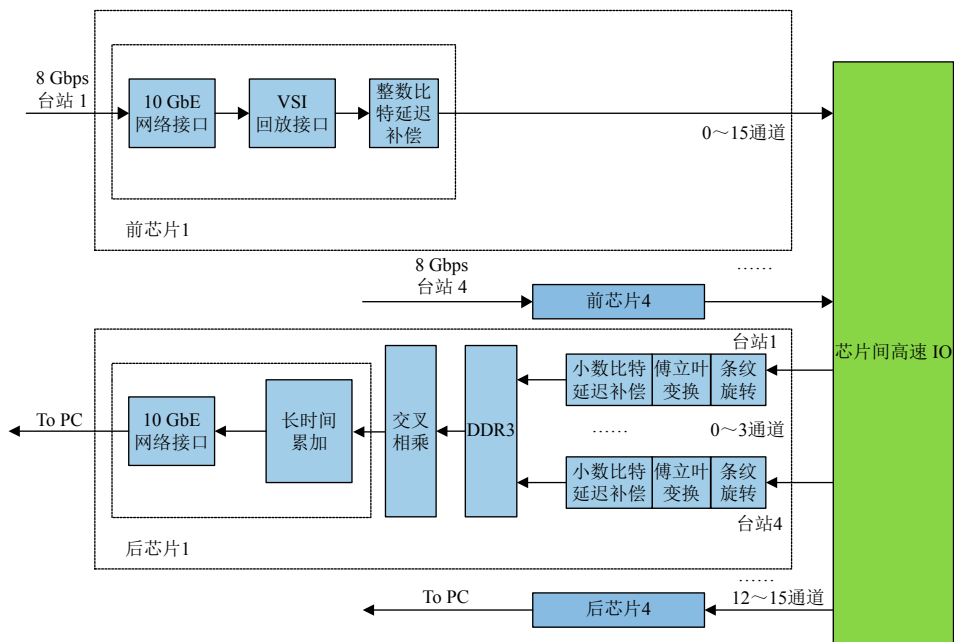 8 Gbps
台站 1
10 GbE
网络接口
VSI
回放接口
整数比
特延迟
补偿
0～15通道
前芯片1
8 Gbps
台站 4
前芯片4
……
芯片间高速 IO
台站1
小数比特
延迟补偿
傅立叶
变换
条纹
旋转
……
0～3通道
小数比特
延迟补偿
傅立叶
变换
条纹
旋转
台站4
DDR3
交叉
相乘
长时间
累加
10 GbE
网络接口
To PC
后芯片1
……
12～15通道
后芯片4
To PC